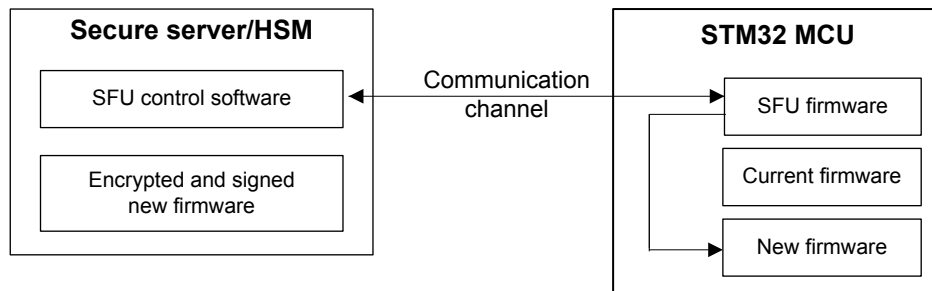 Secure server/HSM
SFU control software
Encrypted and signed
new firmware
Communication
channel
STM32 MCU
SFU firmware
Current firmware
New firmware